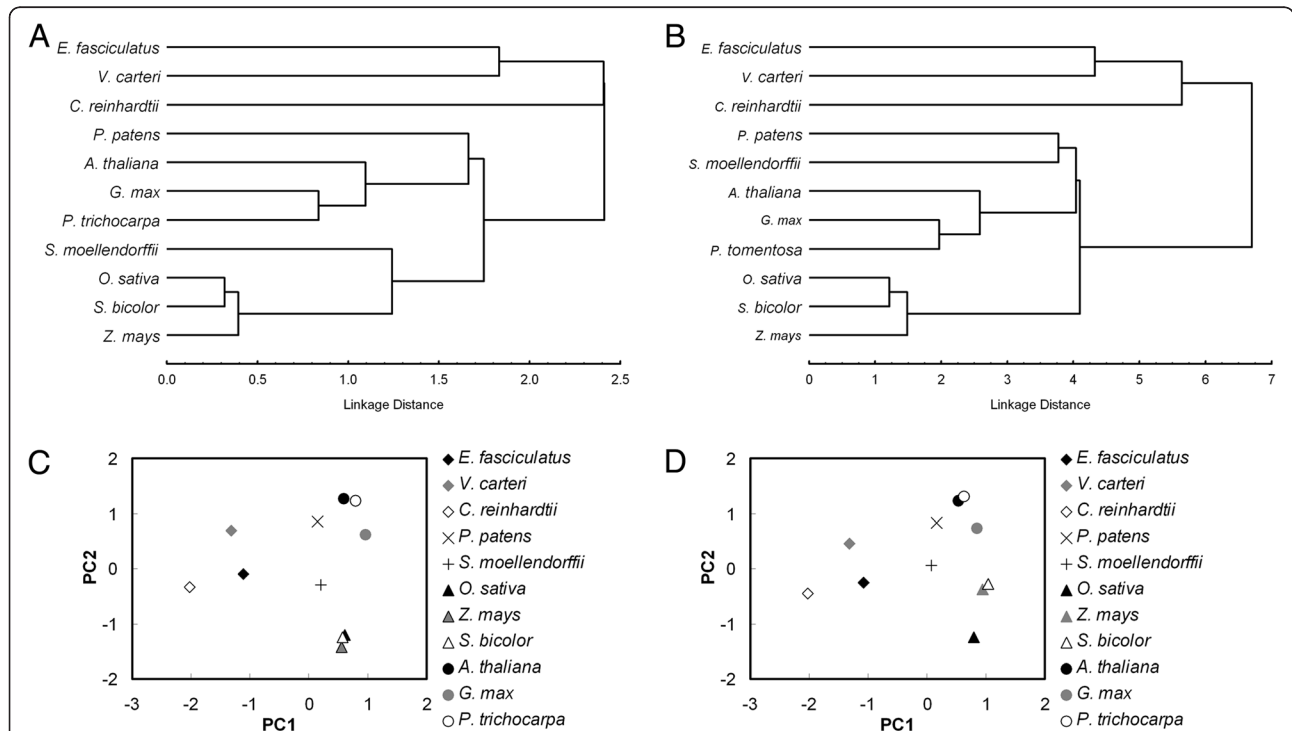 A
E. fasciculatus
V. carteri
C. reinhardtii
P. patens
A. thaliana
G. max
P. trichocarpa
S. moellendorffii
O. sativa
S. bicolor
Z. mays
0.0 0.5 1.0 1.5 2.0 2.5
Linkage Distance
B
E. fasciculatus
V. carteri
C. reinhardtii
P. patens
S. moellendorffii
A. thaliana
G. max
P. tomentosa
O. sativa
S. bicolor
Z. mays
0 1 2 3 4 5 6 7
Linkage Distance
C
PC2
2
1
0
-1
-2
-3 -2 -1 0 1 2
PC1
E. fasciculatus
V. carteri
C. reinhardtii
P. patens
S. moellendorffii
O. sativa
Z. mays
S. bicolor
A. thaliana
G. max
P. trichocarpa
D
PC2
2
1
0
-1
-2
-3 -2 -1 0 1 2
PC1
E. fasciculatus
V. carteri
C. reinhardtii
P. patens
S. moellendorffii
O. sativa
Z. mays
S. bicolor
A. thaliana
G. max
P. trichocarpa